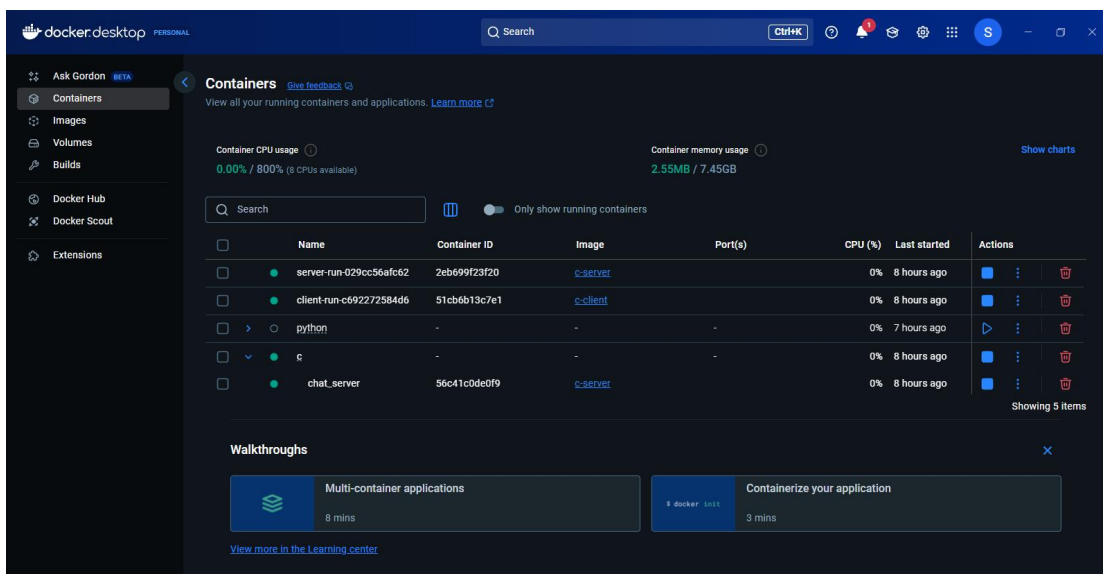 docker desktop PERSONAL
Search Ctrl+K
1
S
Ask Gordon BETA
Containers
Images
Volumes
Builds
Docker Hub
Docker Scout
Extensions
Containers Give feedback
View all your running containers and applications. Learn more
Container CPU usage
0.00% / 800% (8 CPUs available)
Container memory usage
2.55MB / 7.45GB
Show charts
Search
Only show running containers
Name Container ID Image Port(s) CPU (%) Last started Actions
server-run-029cc56afc62 2eb699f23f20 c-server 0% 8 hours ago
client-run-c692272584d6 51cb6b13c7e1 c-client 0% 8 hours ago
python - - - 0% 7 hours ago
c - - - 0% 8 hours ago
chat_server 56c41c0de0f9 c-server 0% 8 hours ago
Showing 5 items
Walkthroughs
Multi-container applications
8 mins
$ docker init
Containerize your application
3 mins
View more in the Learning center